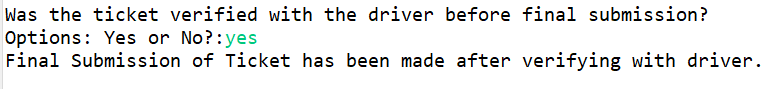 Was the ticket verified with the driver before final submission?
Options: Yes or No?:yes
Final Submission of Ticket has been made after verifying with driver.